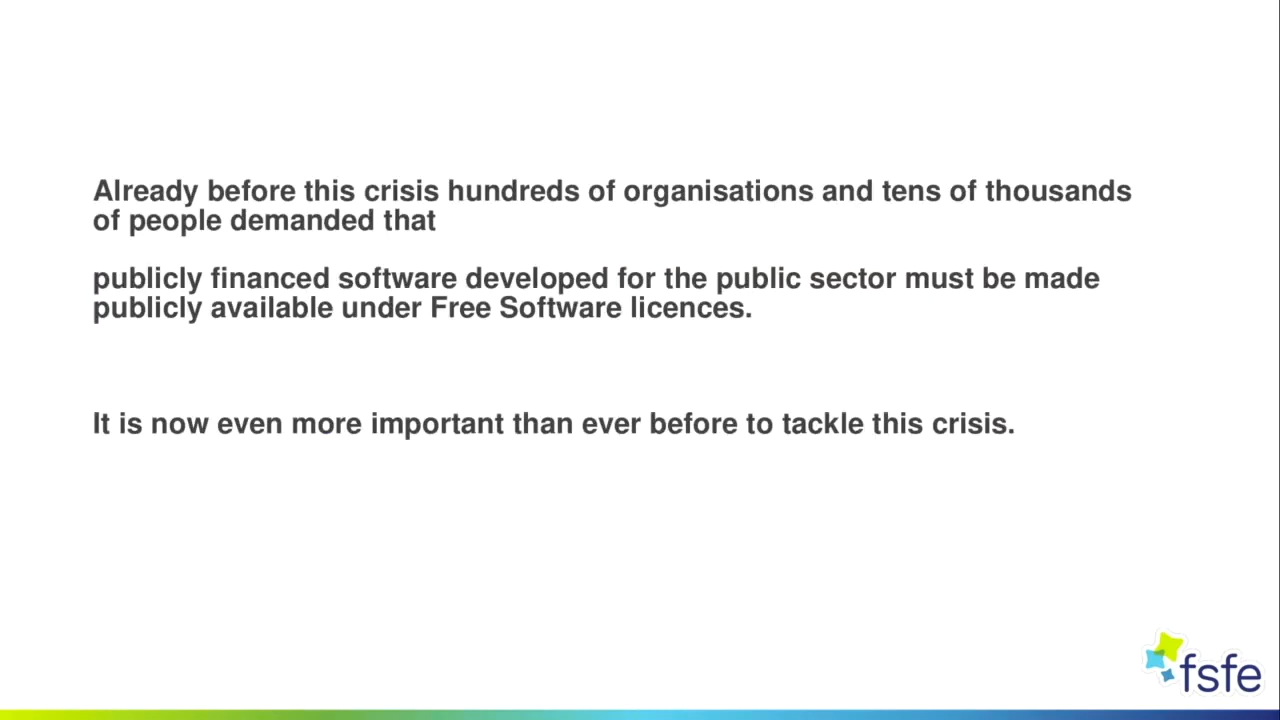 Already before this crisis hundreds of organisations and tens of thousands
of people demanded that
publicly financed software developed for the public sector must be made
publicly available under Free Software licences.
It is now even more important than ever before to tackle this crisis.
fsfe